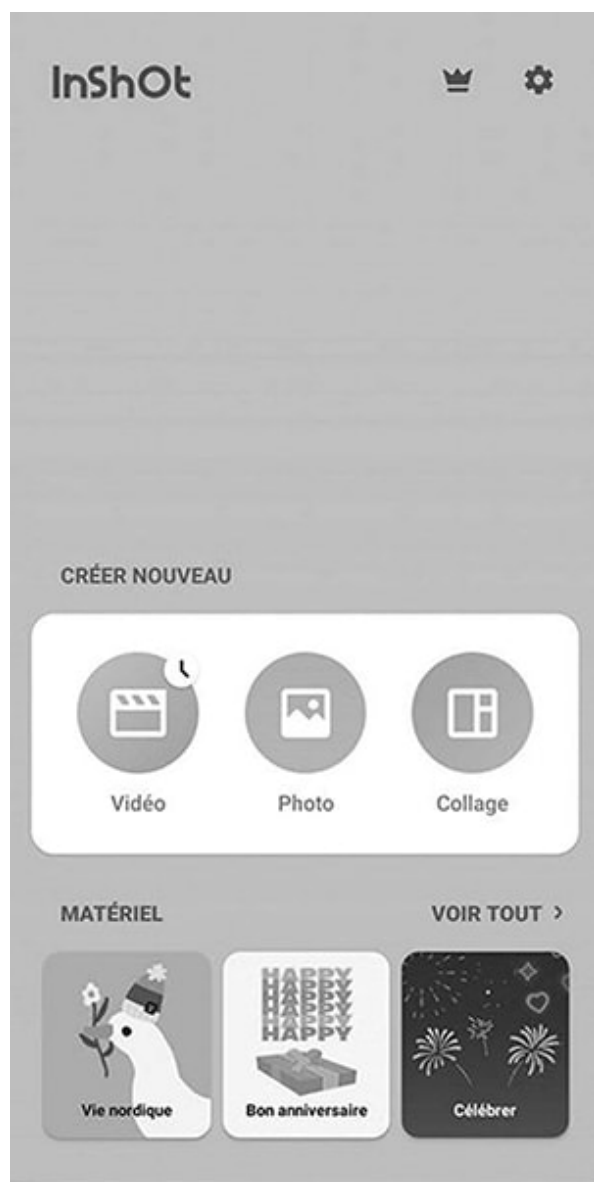 InShOt
CRÉER NOUVEAU
Vidéo
Photo
Collage
MATÉRIEL
VOIR TOUT >
HAPPY
HAPPY
HAPPY
HAPPY
HAPPY
Vie nordique
Bon anniversaire
Célébrer